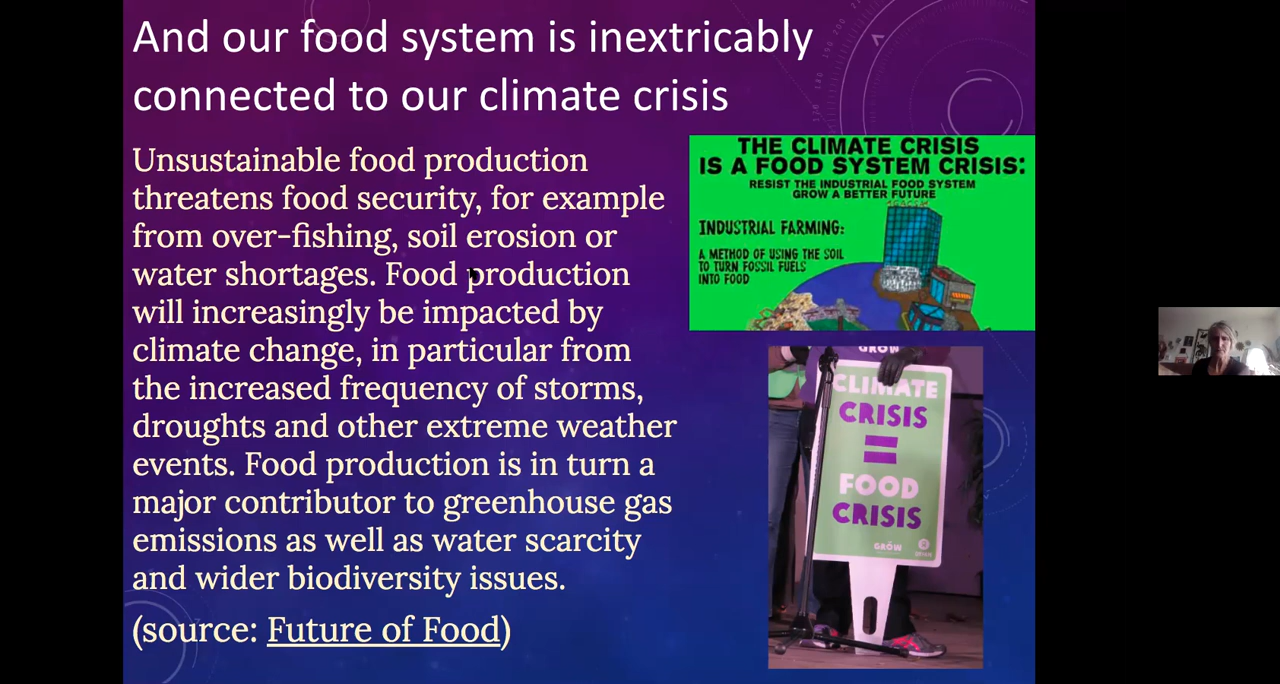 And our food system is inextricably
connected to our climate crisis
Unsustainable food production
threatens food security, for example
from over-fishing, soil erosion or
water shortages. Food production
will increasingly be impacted by
climate change, in particular from
the increased frequency of storms,
droughts and other extreme weather
events. Food production is in turn a
major contributor to greenhouse gas
emissions as well as water scarcity
and wider biodiversity issues.
(source: Future of Food)
THE CLIMATE CRISIS
IS A FOOD SYSTEM CRISIS:
RESIST THE INDUSTRIAL FOOD SYSTEM
GROW A BETTER FUTURE
INDUSTRIAL FARMING:
A METHOD OF USING THE SOIL
TO TURN FOSSIL FUELS
INTO FOOD
GROW
CLIMATE
CRISIS
=
FOOD
CRISIS
GROW